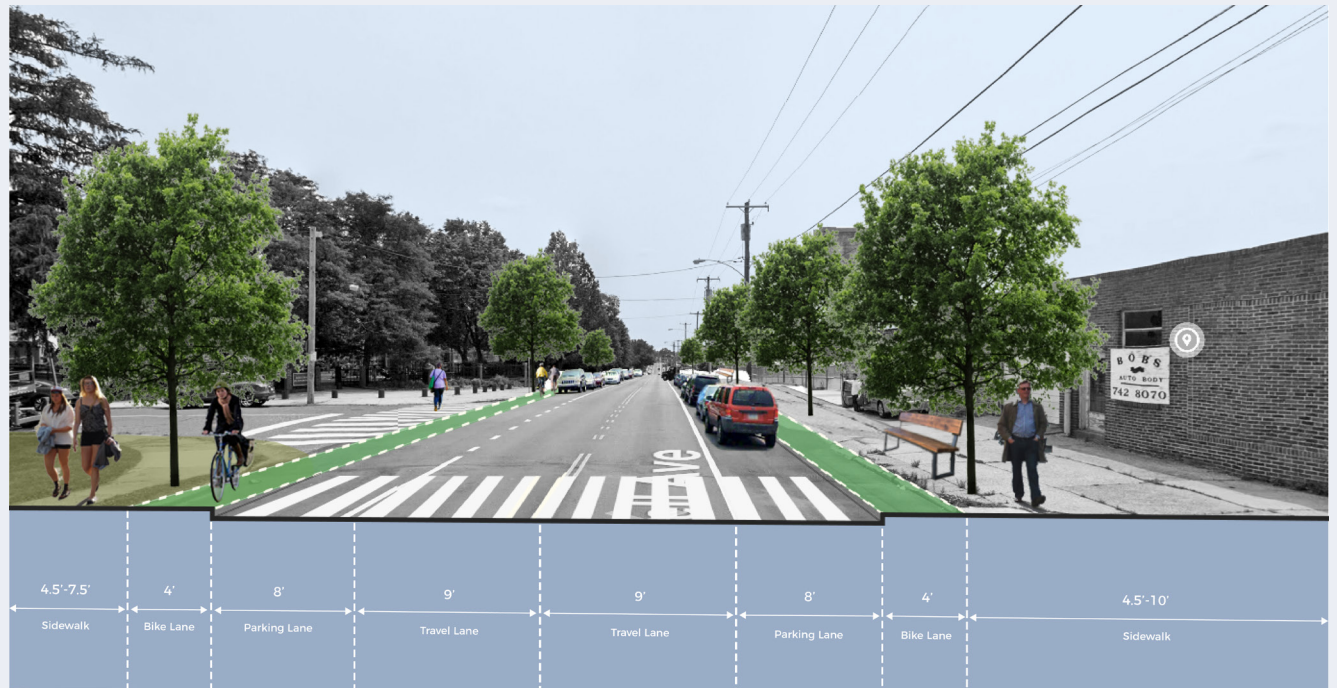 BOB'S
AUTO BODY
742 8070
Ave
4.5'-7.5'
4'
8'
9'
9'
8'
4'
4.5'-10'
Sidewalk
Bike Lane
Parking Lane
Travel Lane
Travel Lane
Parking Lane
Bike Lane
Sidewalk